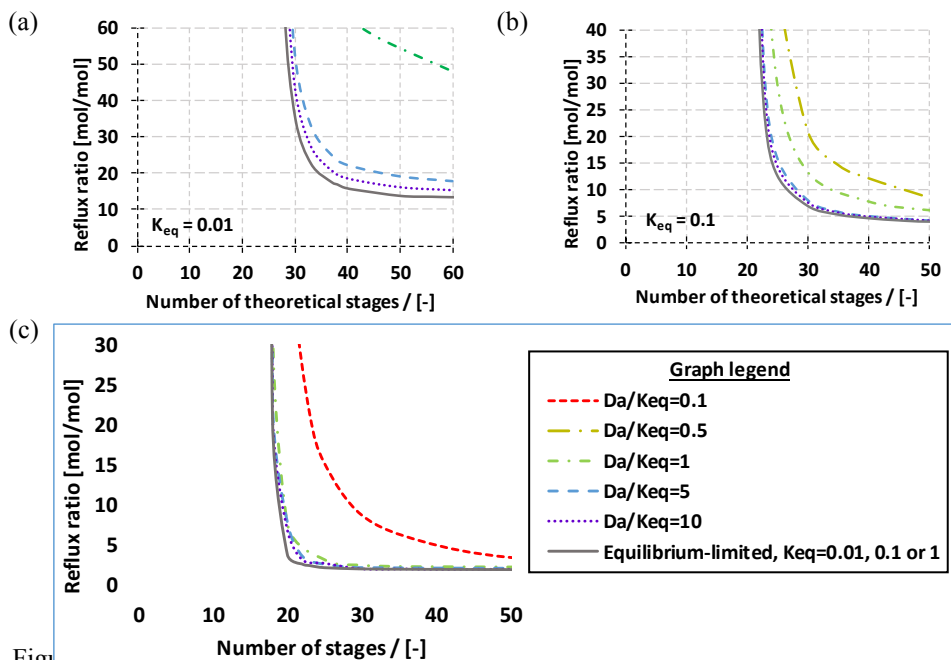 (a)
Reflux ratio [mol/mol]
60
50
40
30
20
10
0
Keq = 0.01
0 10 20 30 40 50 60
Number of theoretical stages / [-]
(b)
Reflux ratio [mol/mol]
40
35
30
25
20
15
10
5
0
Keq = 0.1
0 10 20 30 40 50
Number of theoretical stages / [-]
(c)
Reflux ratio [mol/mol]
30
25
20
15
10
5
0
0 10 20 30 40 50
Number of stages / [-]
Graph legend
Da/Keq=0.1
Da/Keq=0.5
Da/Keq=1
Da/Keq=5
Da/Keq=10
Equilibrium-limited, Keq=0.01, 0.1 or 1